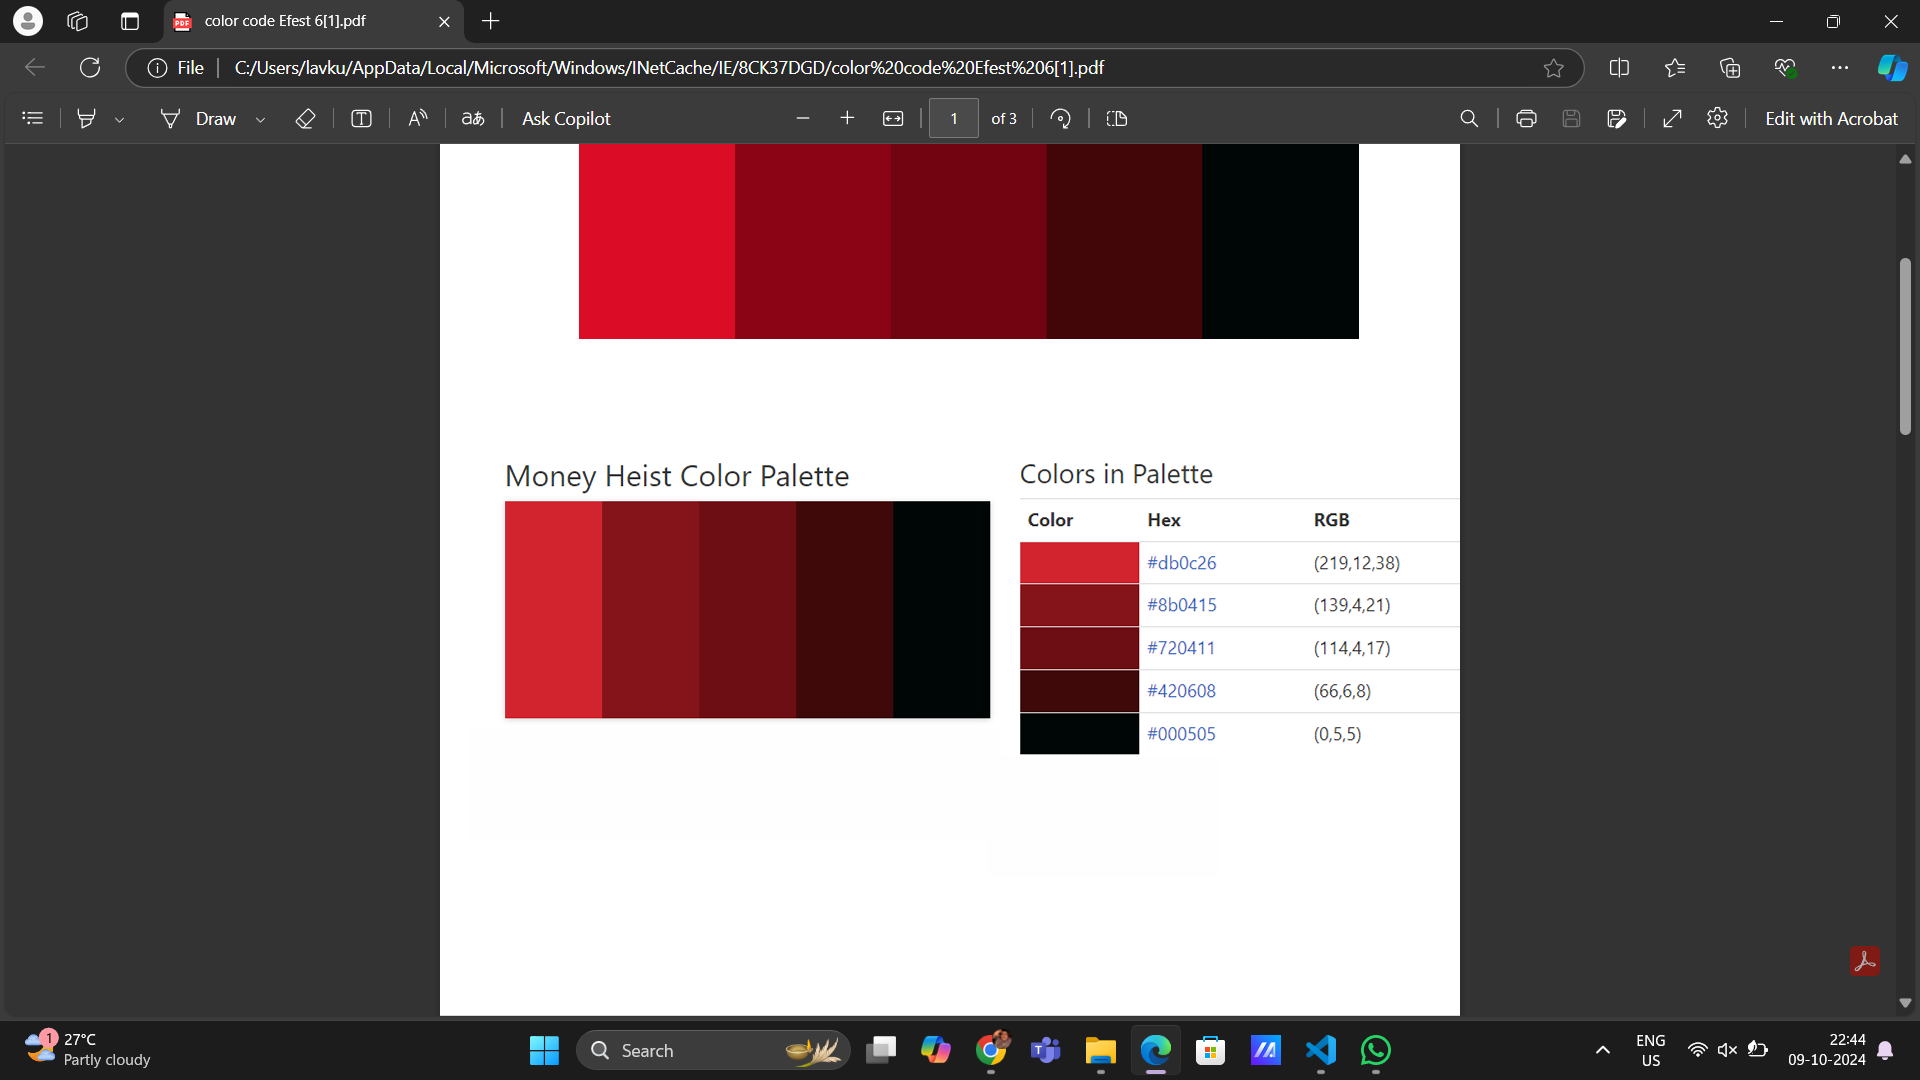 color code Efest 6[1].pdf
File
C:/Users/lavku/AppData/Local/Microsoft/Windows/INetCache/IE/8CK37DGD/color%20code%20Efest%206[1].pdf
Draw
aあ
Ask Copilot
1 of 3
Edit with Acrobat
Money Heist Color Palette
Colors in Palette
Color Hex RGB
#db0c26 (219,12,38)
#8b0415 (139,4,21)
#720411 (114,4,17)
#420608 (66,6,8)
#000505 (0,5,5)
1
27°C
Partly cloudy
Search
ENG
US
22:44
09-10-2024